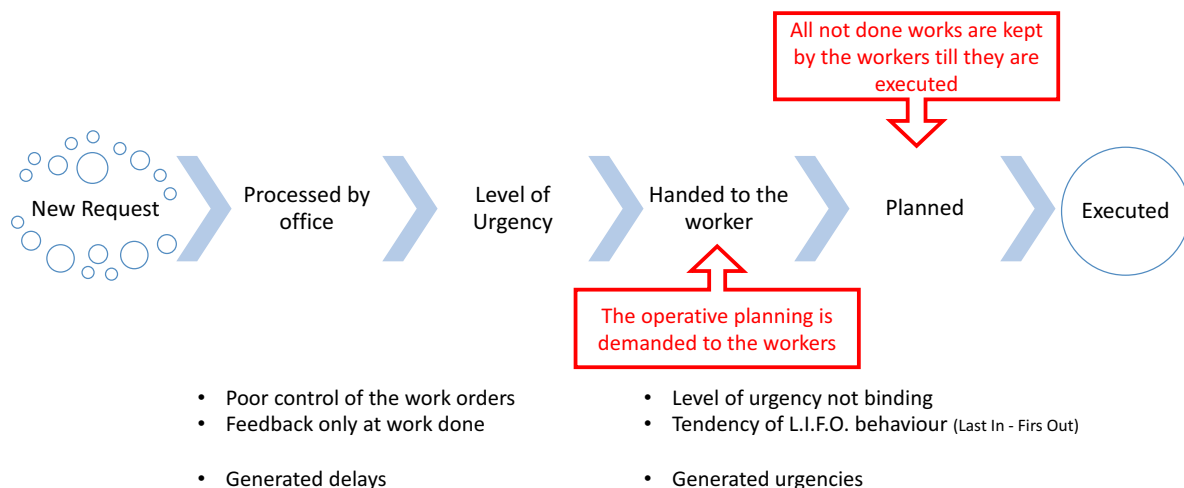 All not done works are kept
by the workers till they are
executed
New Request
Processed by
office
Level of
Urgency
Handed to the
worker
Planned
Executed
The operative planning is
demanded to the workers
• Poor control of the work orders
• Feedback only at work done
• Generated delays
• Level of urgency not binding
• Tendency of L.I.F.O. behaviour (Last In - Firs Out)
• Generated urgencies